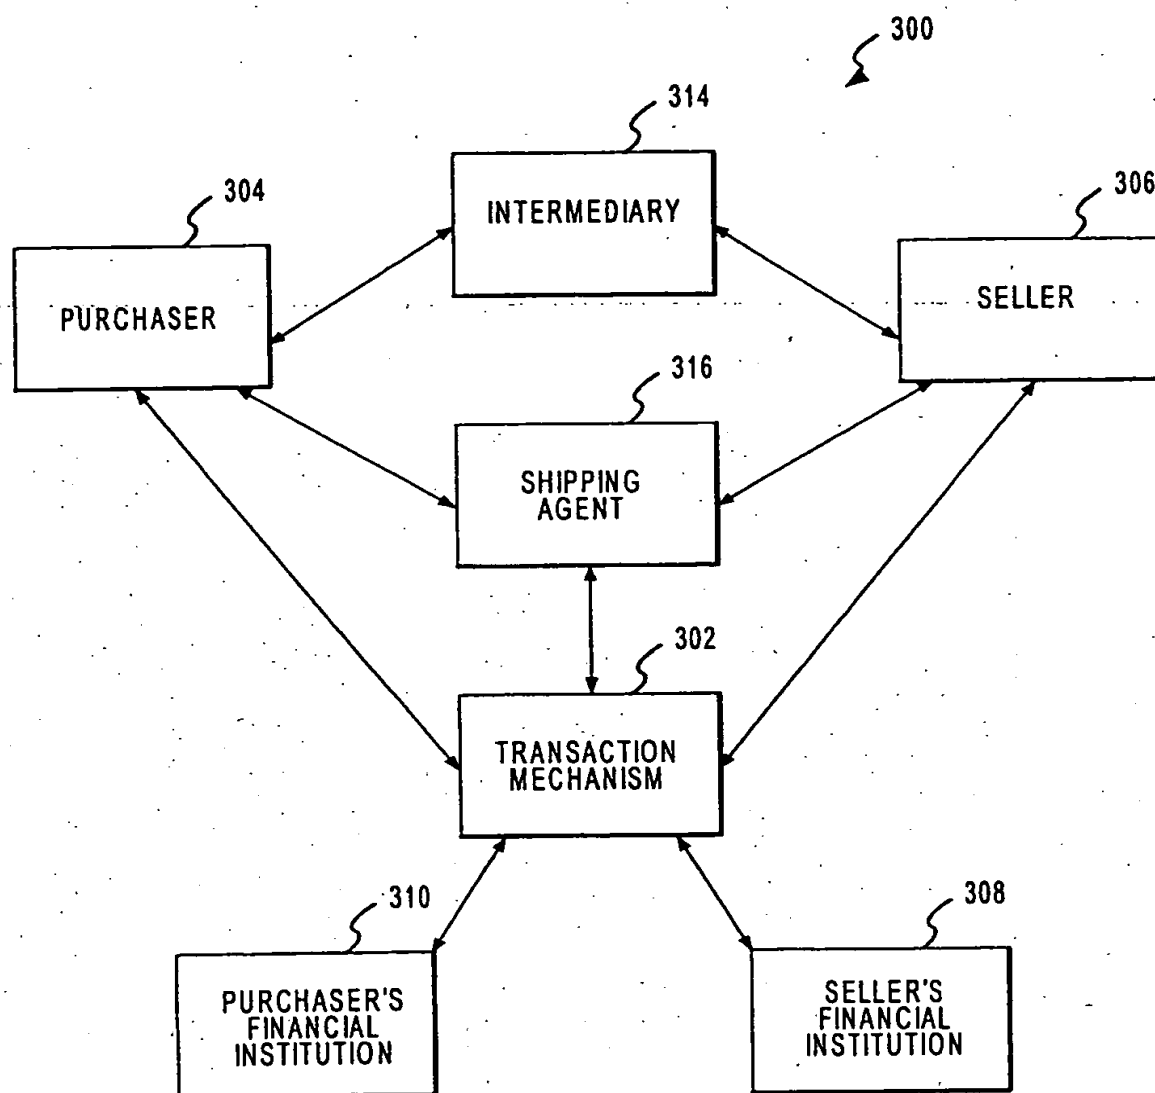 300
314
INTERMEDIARY
304
PURCHASER
306
SELLER
316
SHIPPING
AGENT
302
TRANSACTION
MECHANISM
310
PURCHASER'S
FINANCIAL
INSTITUTION
308
SELLER'S
FINANCIAL
INSTITUTION